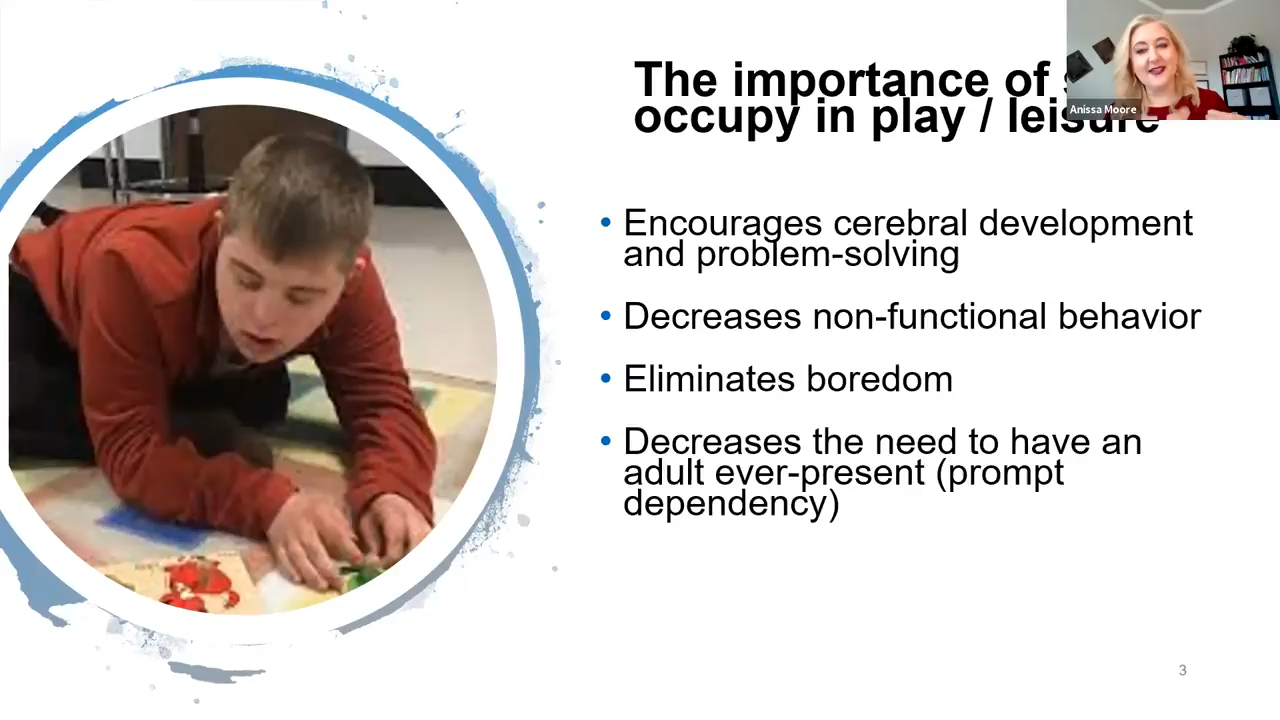 The importance of
occupy in play / leisure
Anissa Moore
• Encourages cerebral development
and problem-solving
• Decreases non-functional behavior
• Eliminates boredom
• Decreases the need to have an
adult ever-present (prompt
dependency)
3